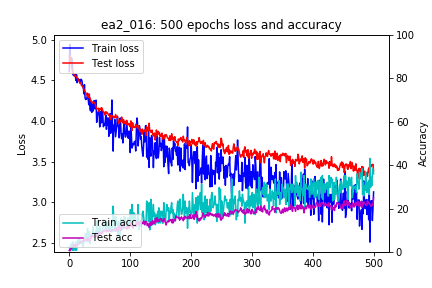 ea2_016: 500 epochs loss and accuracy
Train loss
Test loss
Train acc
Test acc
Loss
5.0
4.5
4.0
3.5
3.0
2.5
Accuracy
100
80
60
40
20
0
0 100 200 300 400 500